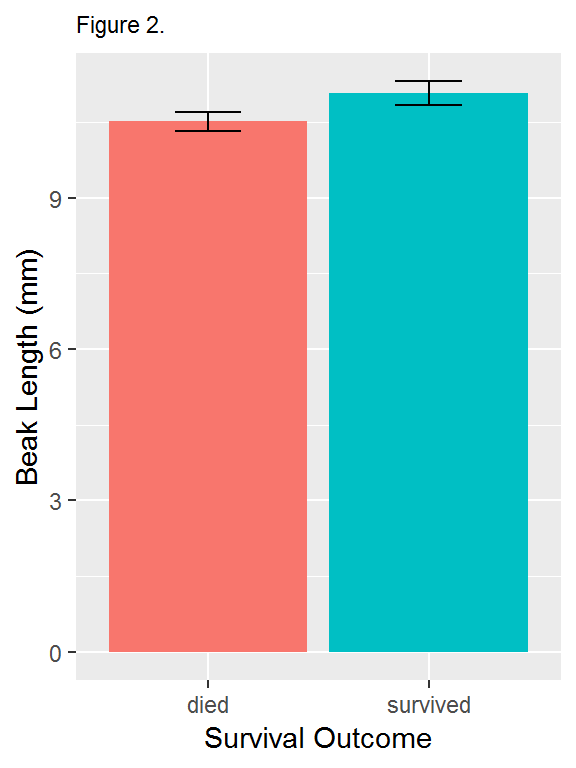 Figure 2.
Beak Length (mm)
9
6
3
0
died survived
Survival Outcome